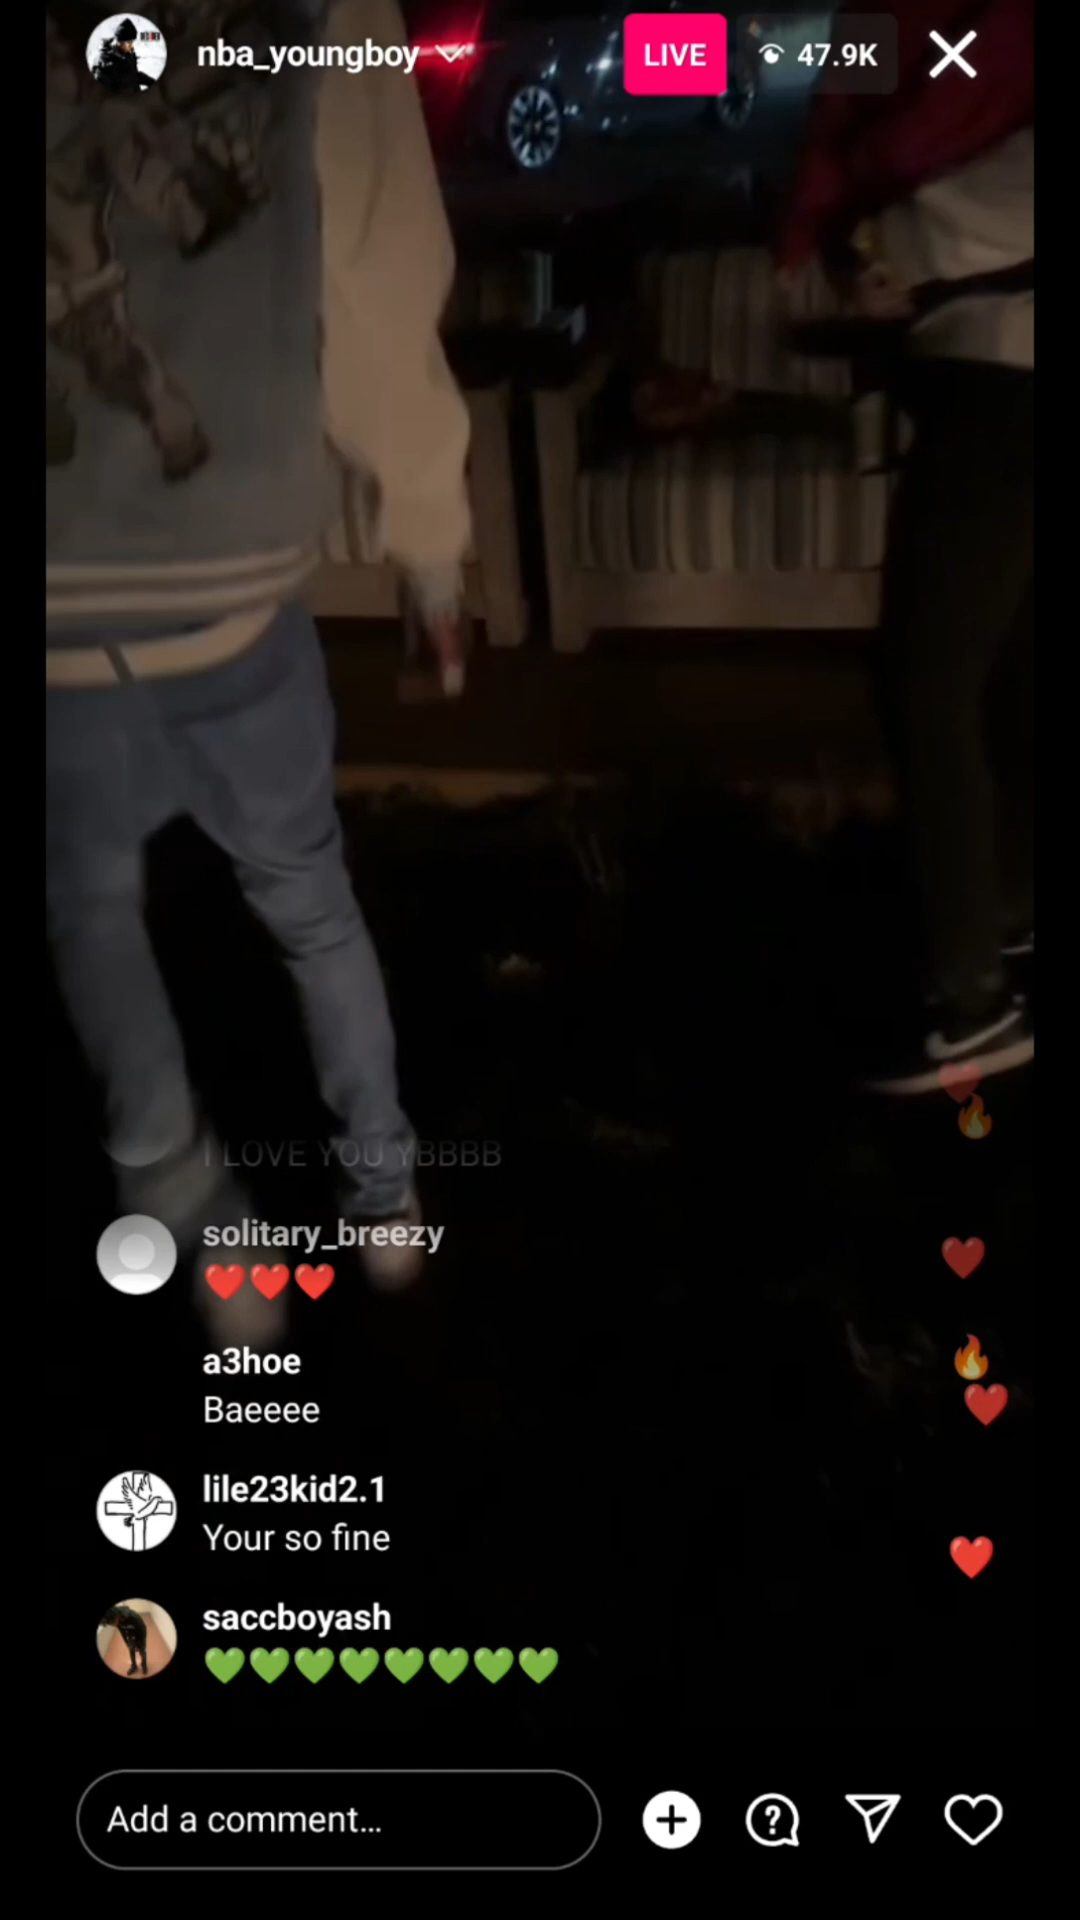 nba_youngboy
LIVE
47.9K
I LOVE YOU YBBBB
solitary_breezy
❤️❤️❤️
a3hoe
Baeeee
lile23kid2.1
Your so fine
saccboyash
💚💚💚💚💚💚💚💚
Add a comment...